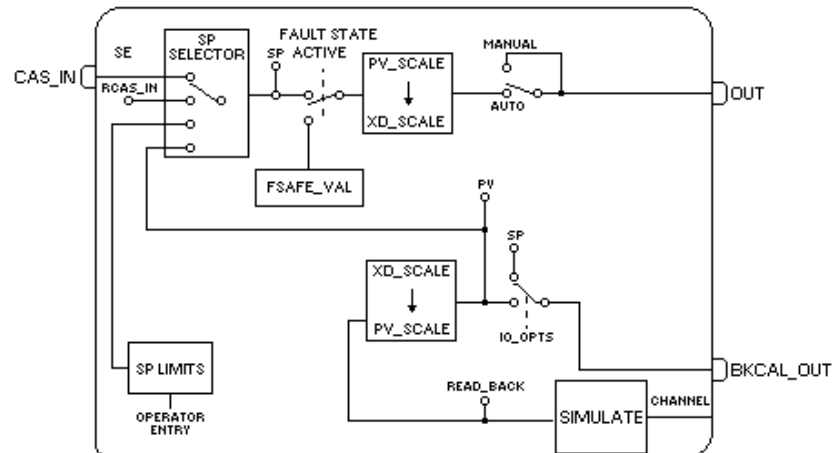 SE
SP
SELECTOR
FAULT STATE
ACTIVE
SP
MANUAL
PV_SCALE
XD_SCALE
AUTO
CAS_IN
RCAS_IN
OUT
FSAFE_VAL
PV
SP
XD_SCALE
PV_SCALE
IO_OPTS
SP LIMITS
OPERATOR
ENTRY
READ_BACK
SIMULATE
CHANNEL
BKCAL_OUT